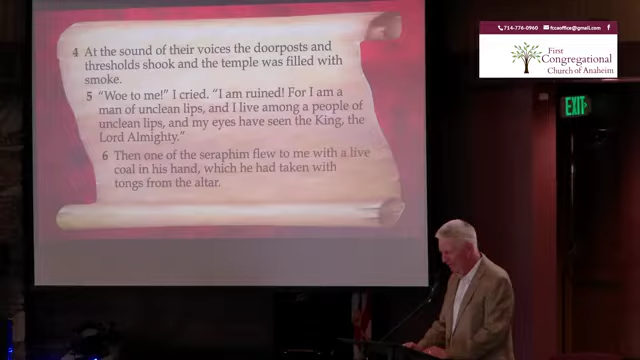 4 At the sound of their voices the doorposts and
thresholds shook and the temple was filled with
smoke.
5 "Woe to me!" I cried. "I am ruined! For I am a
man of unclean lips, and I live among a people of
unclean lips, and my eyes have seen the King, the
Lord Almighty."
6 Then one of the seraphim flew to me with a live
coal in his hand, which he had taken with
tongs from the altar.
714-776-0960 fccaoffice@gmail.com
First
Congregational
Church of Anaheim
EXIT